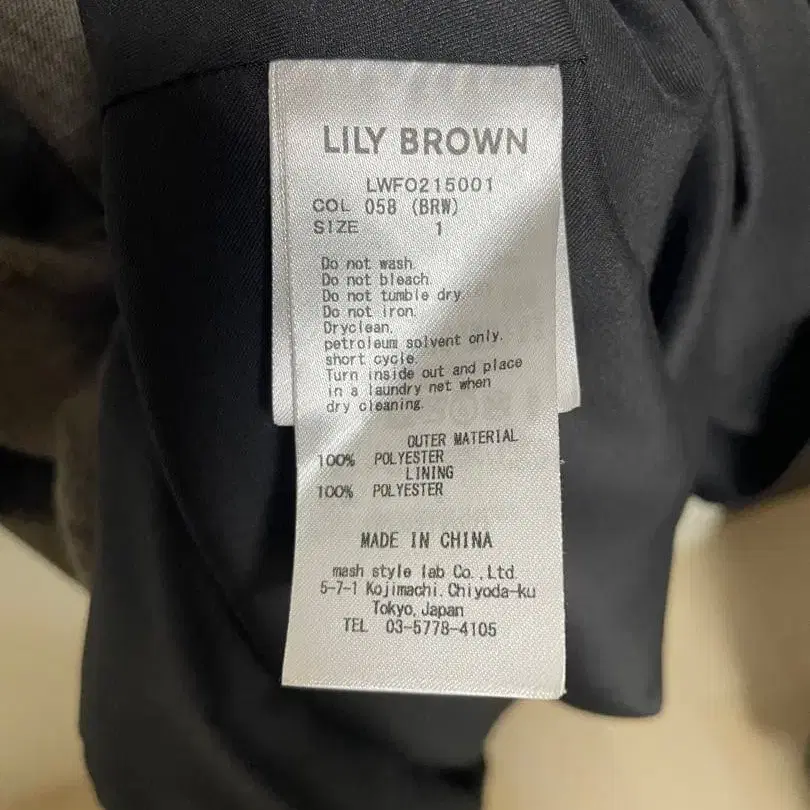 LILY BROWN
LWFO215001
COL 058 (BRW)
SIZE 1
Do not wash.
Do not bleach.
Do not tumble dry.
Do not iron.
Dryclean.
petroleum solvent only.
short cycle.
Turn inside out and place
in a laundry net when
dry cleaning.
OUTER MATERIAL
100% POLYESTER
LINING
100% POLYESTER
MADE IN CHINA
mash style lab Co.,Ltd.
5-7-1 Kojimachi.Chiyoda-ku
Tokyo,Japan
TEL 03-5778-4105